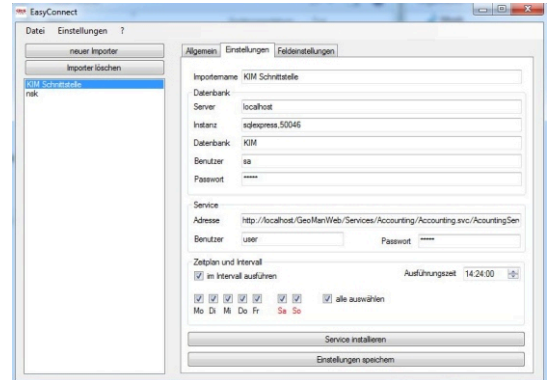 EasyConnect
Datei Einstellungen ?
neuer Importer
Importer löschen
KIM Schnittstelle
nsk
Allgemein Einstellungen Feldeinstellungen
Importername KIM Schnittstelle
Datenbank
Server localhost
Instanz sqlexpress,50046
Datenbank KIM
Benutzer sa
Passwort *****
Service
Adresse http://localhost/GeoManWeb/Services/Accounting/Accounting.svc/AcountingSen
Benutzer user Passwort *****
Zeitplan und Intervall
im Intervall ausführen Ausführungszeit 14:24:00
Mo Di Mi Do Fr Sa So alle auswählen
Service installieren
Einstellungen speichern